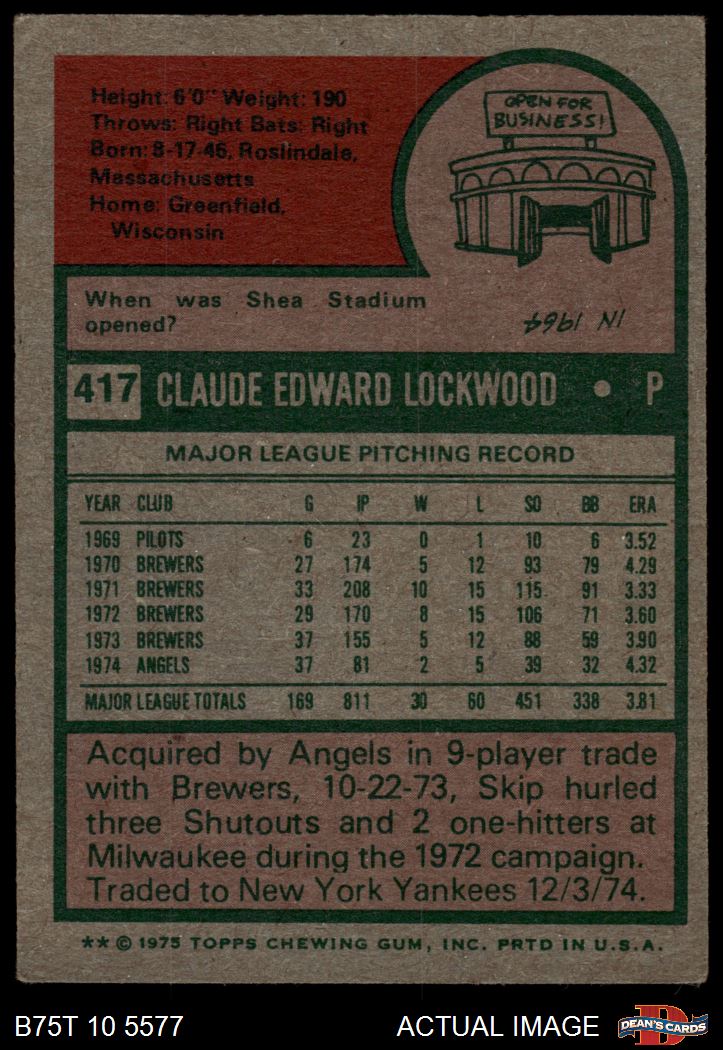 Height: 6'0" Weight: 190
Throws: Right Bats: Right
Born: 8-17-46, Roslindale,
Massachusetts
Home: Greenfield,
Wisconsin
OPEN FOR
BUSINESS!
When was Shea Stadium
opened?
IN 1964
417 CLAUDE EDWARD LOCKWOOD • P
MAJOR LEAGUE PITCHING RECORD
YEAR CLUB G IP W L SO BB ERA
1969 PILOTS 6 23 0 1 10 6 3.52
1970 BREWERS 27 174 5 12 93 79 4.29
1971 BREWERS 33 208 10 15 115 91 3.33
1972 BREWERS 29 170 8 15 106 71 3.60
1973 BREWERS 37 155 5 12 88 59 3.90
1974 ANGELS 37 81 2 5 39 32 4.32
MAJOR LEAGUE TOTALS 169 811 30 60 451 338 3.81
Acquired by Angels in 9-player trade
with Brewers, 10-22-73, Skip hurled
three Shutouts and 2 one-hitters at
Milwaukee during the 1972 campaign.
Traded to New York Yankees 12/3/74.
** © 1975 TOPPS CHEWING GUM, INC. PRTD IN U.S.A.
B75T 10 5577 ACTUAL IMAGE DEAN'S CARDS